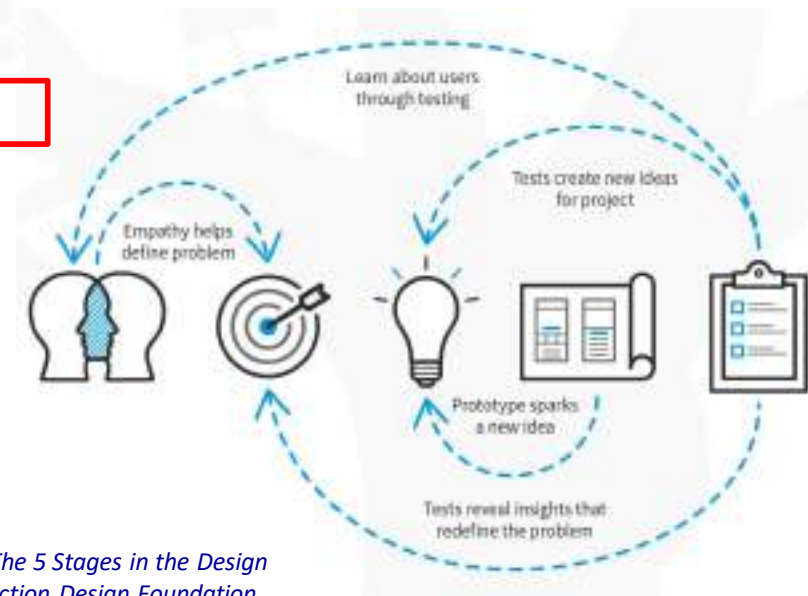 Learn about users
through testing
Tests create new ideas
for project
Empathy helps
define problem
Prototype sparks
a new idea
Tests reveal insights that
redefine the problem
he 5 Stages in the Design
ction Design Foundation